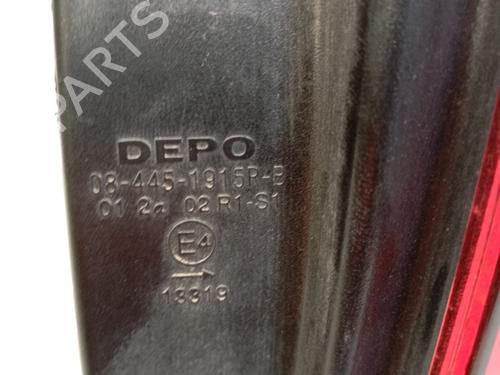 PARTS
DEPO
08-445-1915R-B
01 2a 02 R1-S1
E4
13319